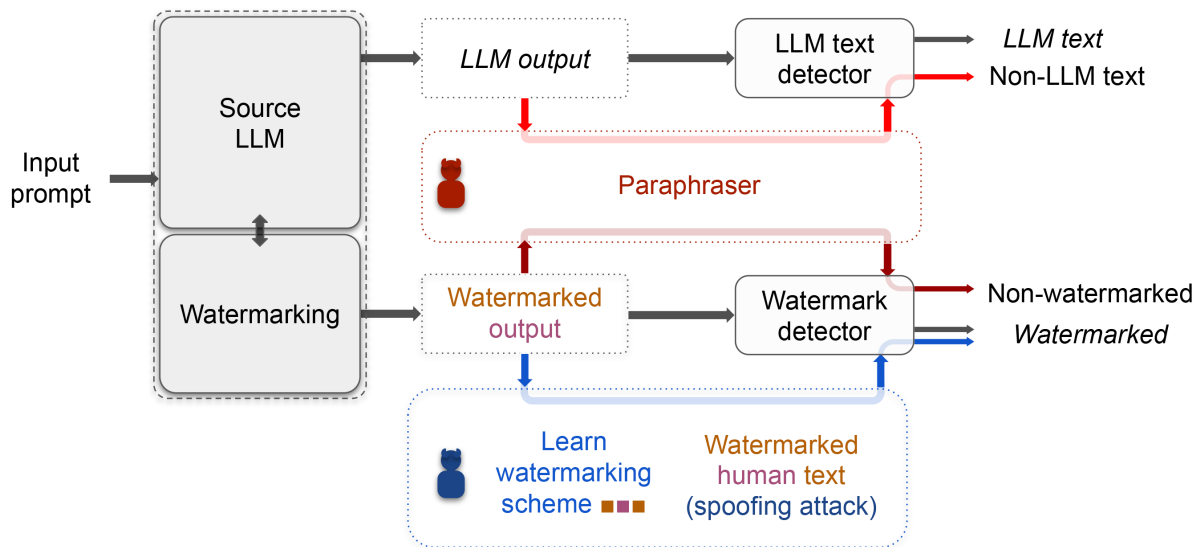 Source
LLM
Input
prompt
Watermarking
LLM output
LLM text
detector
LLM text
Non-LLM text
Paraphraser
Watermarked
output
Watermark
detector
Non-watermarked
Watermarked
Learn
watermarking
scheme
Watermarked
human text
(spoofing attack)